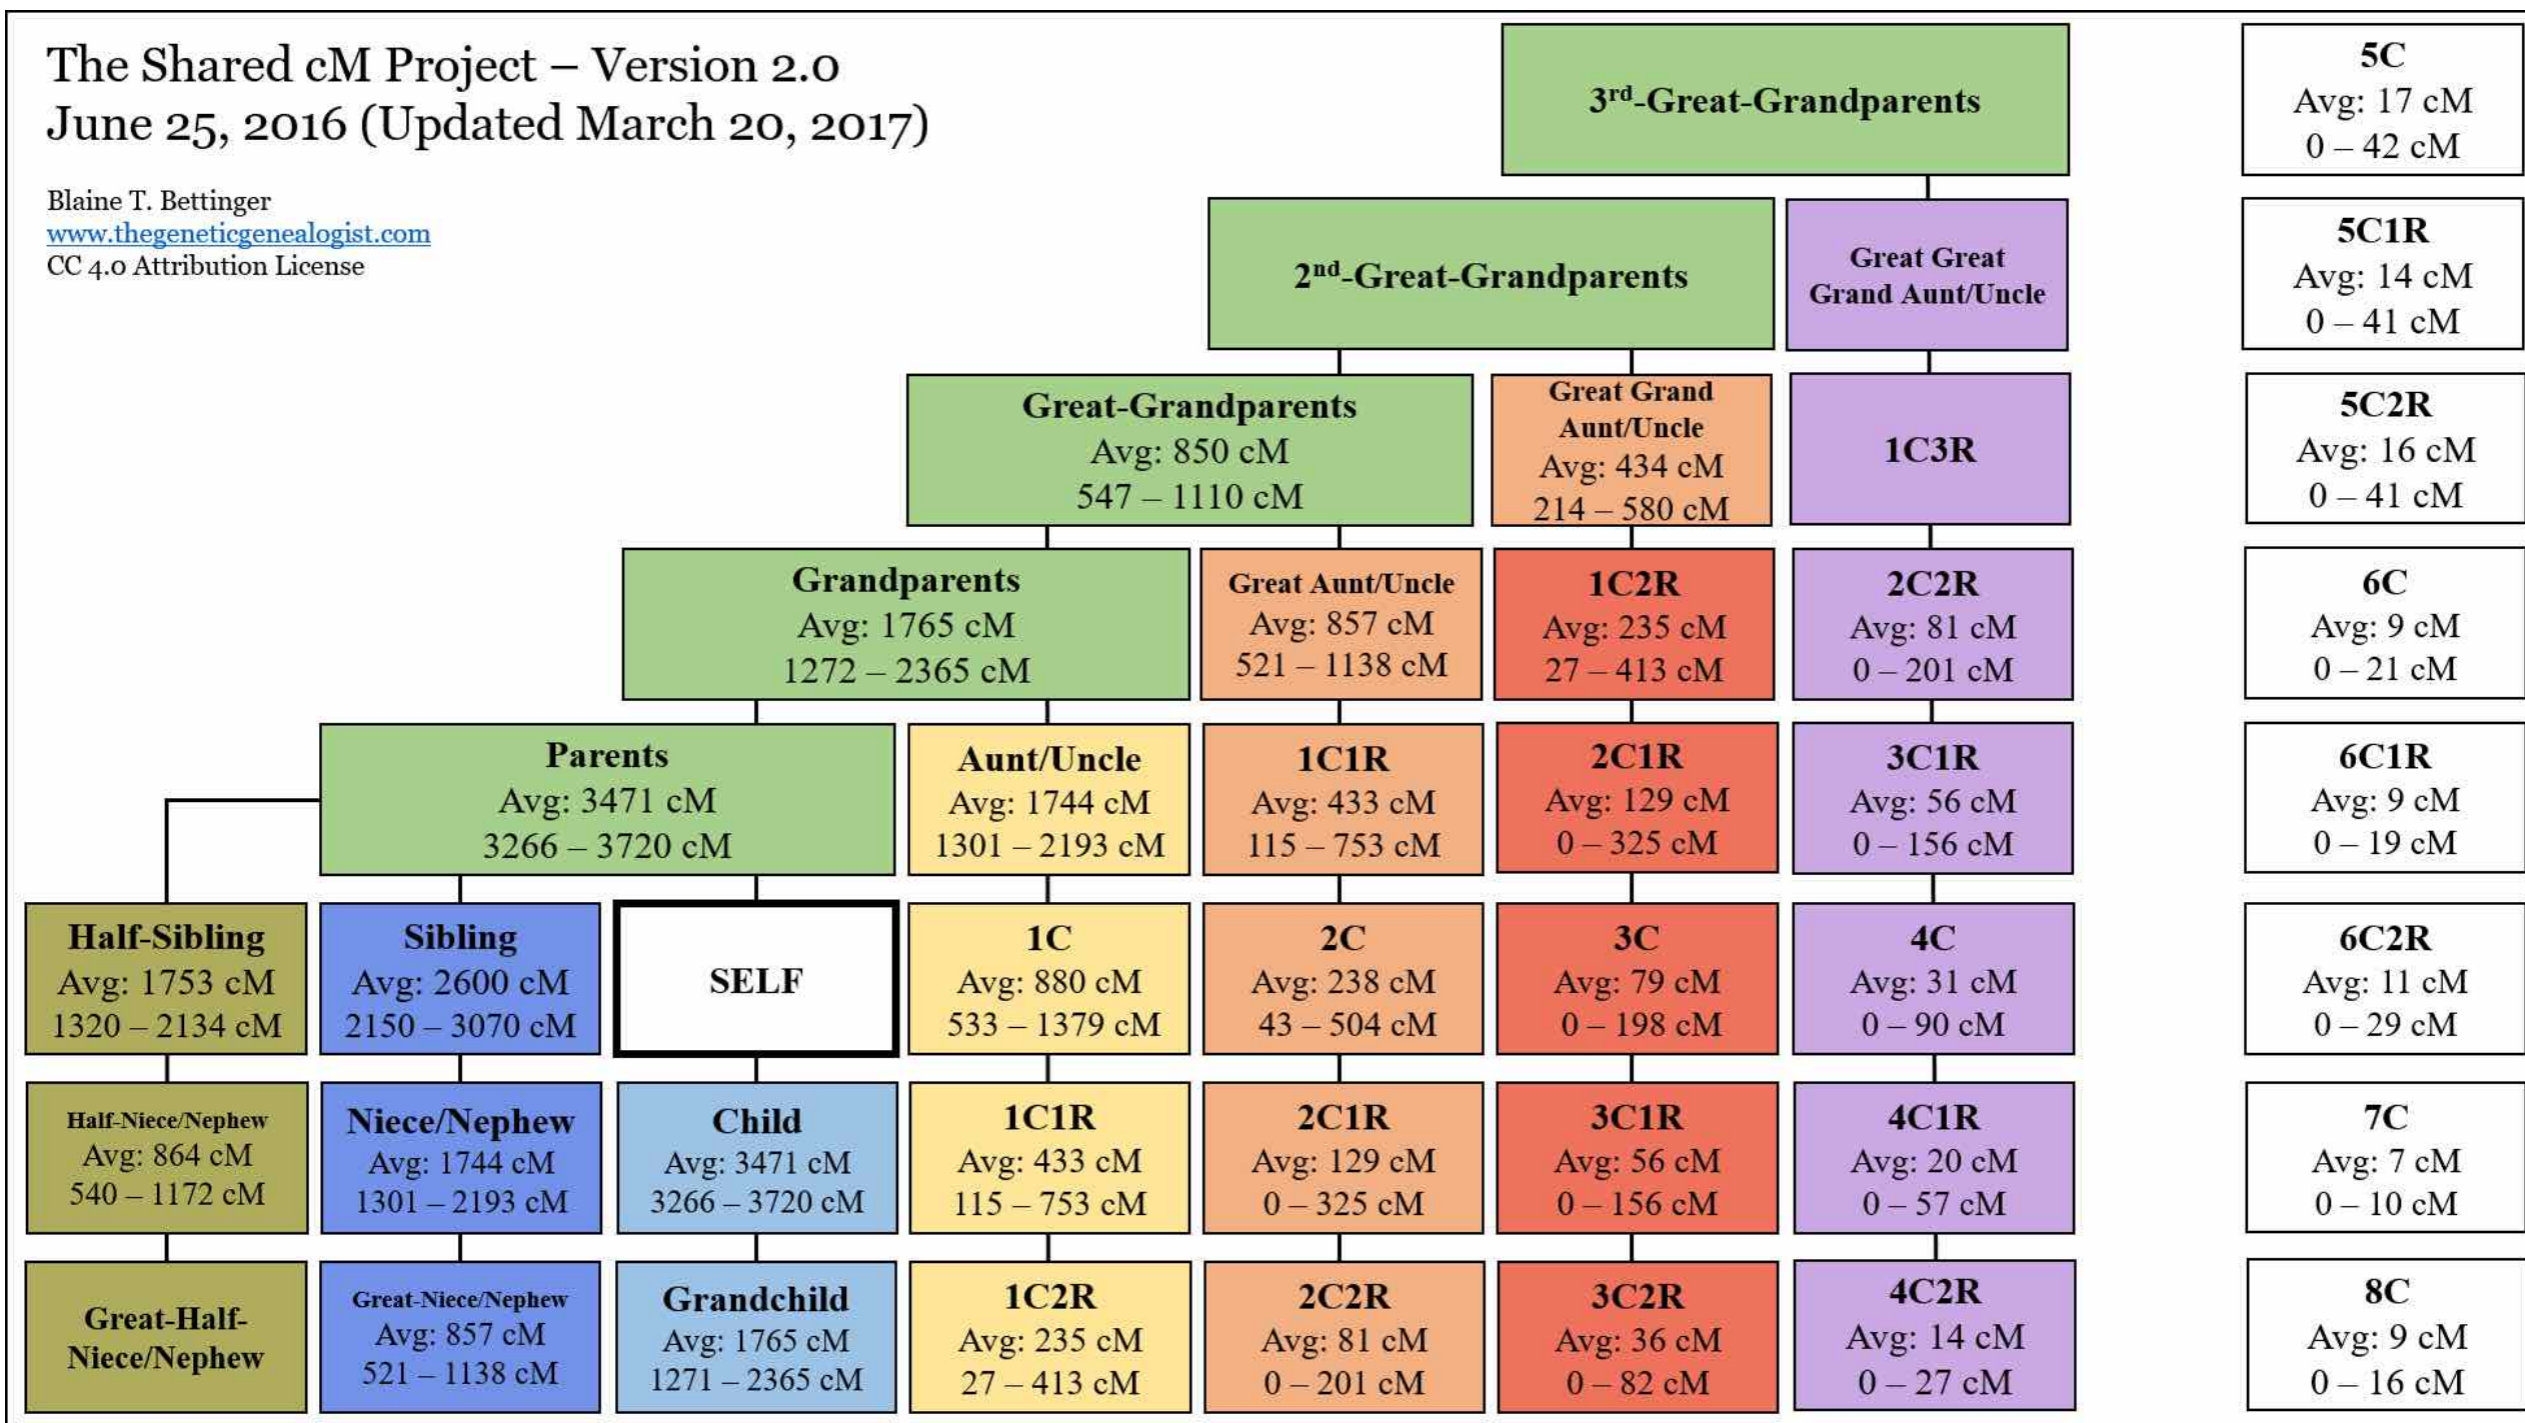 The Shared cM Project – Version 2.0
June 25, 2016 (Updated March 20, 2017)
Blaine T. Bettinger
www.thegeneticgenealogist.com
CC 4.0 Attribution License
3rd-Great-Grandparents
5C
Avg: 17 cM
0 – 42 cM
2nd-Great-Grandparents
Great Great
Grand Aunt/Uncle
5C1R
Avg: 14 cM
0 – 41 cM
Great-Grandparents
Avg: 850 cM
547 – 1110 cM
Great Grand
Aunt/Uncle
Avg: 434 cM
214 – 580 cM
1C3R
5C2R
Avg: 16 cM
0 – 41 cM
Grandparents
Avg: 1765 cM
1272 – 2365 cM
Great Aunt/Uncle
Avg: 857 cM
521 – 1138 cM
1C2R
Avg: 235 cM
27 – 413 cM
2C2R
Avg: 81 cM
0 – 201 cM
6C
Avg: 9 cM
0 – 21 cM
Parents
Avg: 3471 cM
3266 – 3720 cM
Aunt/Uncle
Avg: 1744 cM
1301 – 2193 cM
1C1R
Avg: 433 cM
115 – 753 cM
2C1R
Avg: 129 cM
0 – 325 cM
3C1R
Avg: 56 cM
0 – 156 cM
6C1R
Avg: 9 cM
0 – 19 cM
Half-Sibling
Avg: 1753 cM
1320 – 2134 cM
Sibling
Avg: 2600 cM
2150 – 3070 cM
SELF
1C
Avg: 880 cM
533 – 1379 cM
2C
Avg: 238 cM
43 – 504 cM
3C
Avg: 79 cM
0 – 198 cM
4C
Avg: 31 cM
0 – 90 cM
6C2R
Avg: 11 cM
0 – 29 cM
Half-Niece/Nephew
Avg: 864 cM
540 – 1172 cM
Niece/Nephew
Avg: 1744 cM
1301 – 2193 cM
Child
Avg: 3471 cM
3266 – 3720 cM
1C1R
Avg: 433 cM
115 – 753 cM
2C1R
Avg: 129 cM
0 – 325 cM
3C1R
Avg: 56 cM
0 – 156 cM
4C1R
Avg: 20 cM
0 – 57 cM
7C
Avg: 7 cM
0 – 10 cM
Great-Half-
Niece/Nephew
Great-Niece/Nephew
Avg: 857 cM
521 – 1138 cM
Grandchild
Avg: 1765 cM
1271 – 2365 cM
1C2R
Avg: 235 cM
27 – 413 cM
2C2R
Avg: 81 cM
0 – 201 cM
3C2R
Avg: 36 cM
0 – 82 cM
4C2R
Avg: 14 cM
0 – 27 cM
8C
Avg: 9 cM
0 – 16 cM